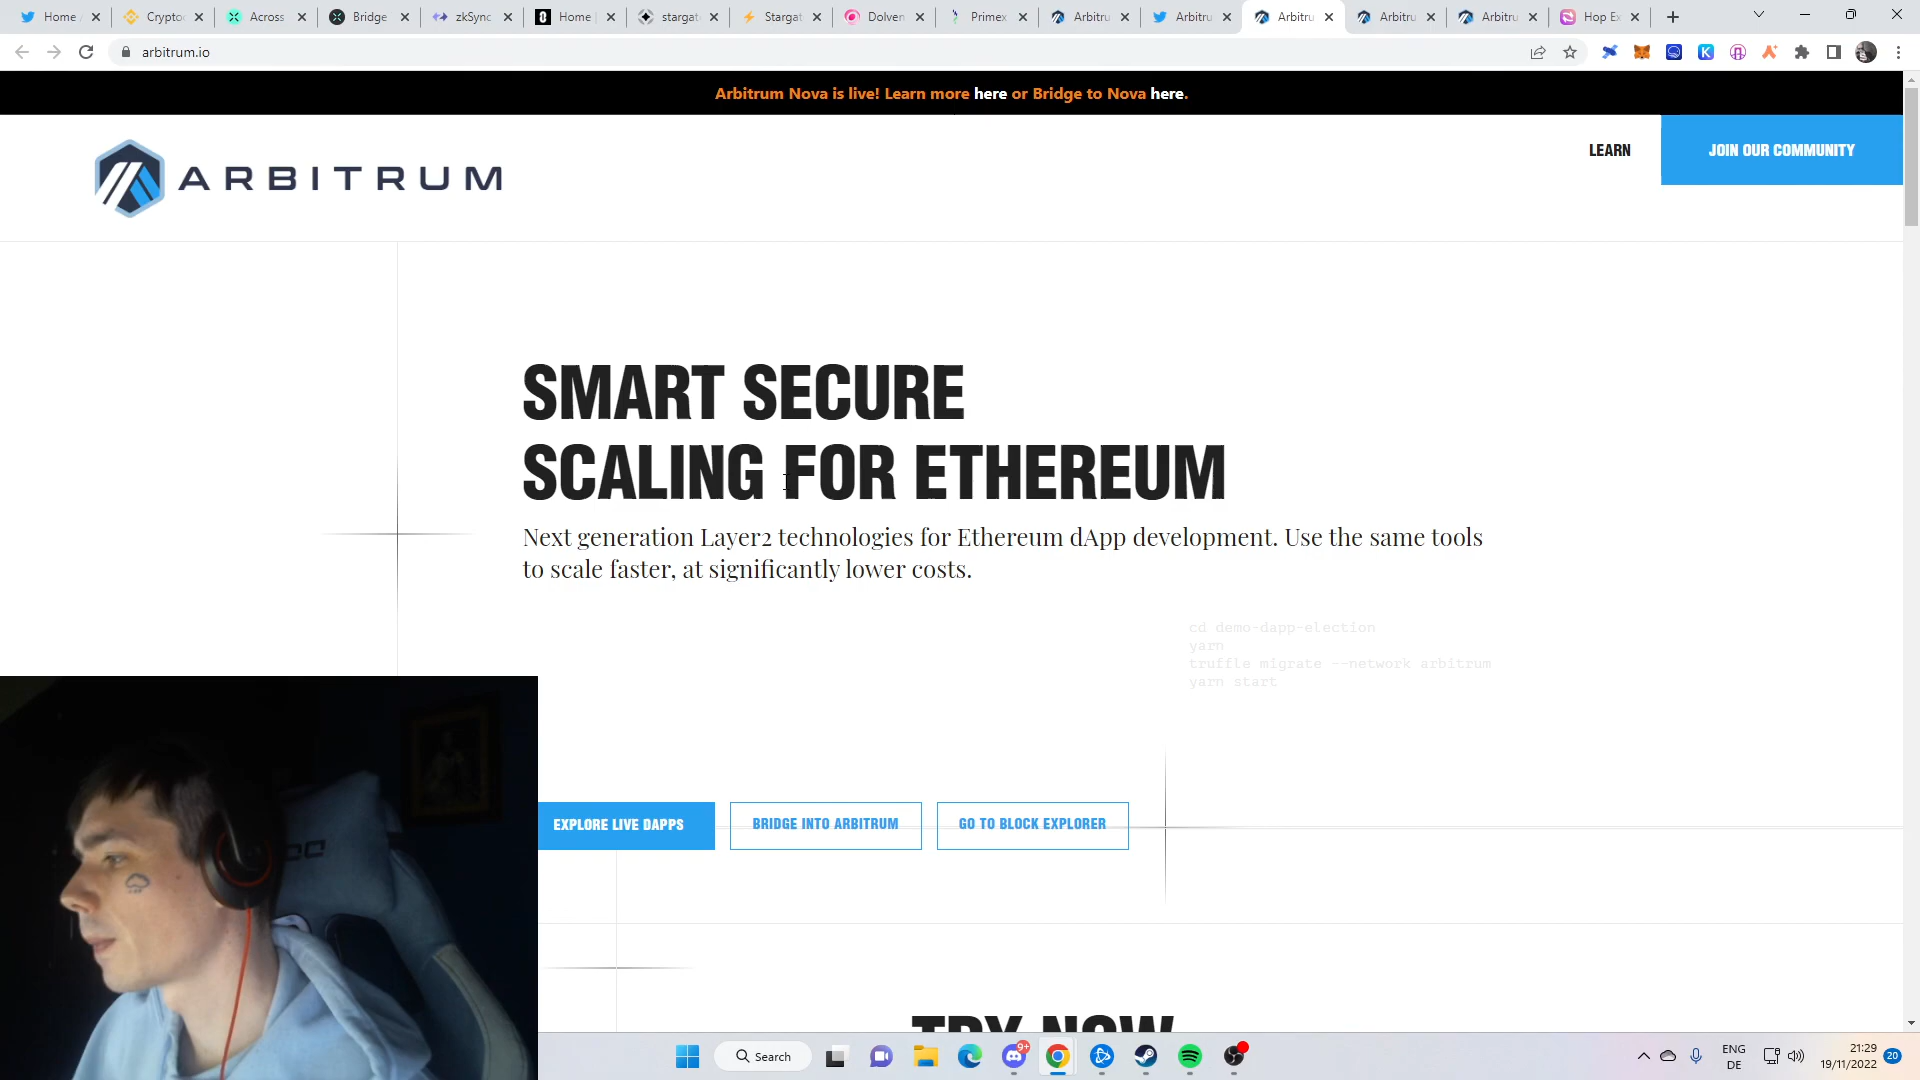 Home
Crypto
Across
Bridge
zkSync
Home
stargat
Stargat
Dolven
Primex
Arbitru
Arbitru
Arbitru
Arbitru
Arbitru
Hop Ex
arbitrum.io
Arbitrum Nova is live! Learn more here or Bridge to Nova here.
ARBITRUM
LEARN
JOIN OUR COMMUNITY
SMART SECURE
SCALING FOR ETHEREUM
Next generation Layer2 technologies for Ethereum dApp development. Use the same tools
to scale faster, at significantly lower costs.
cd demo-dapp-election
yarn
truffle migrate --network arbitrum
yarn start
EXPLORE LIVE DAPPS
BRIDGE INTO ARBITRUM
GO TO BLOCK EXPLORER
TRY NOW
Search
9+
ENG
DE
21:29
19/11/2022
20